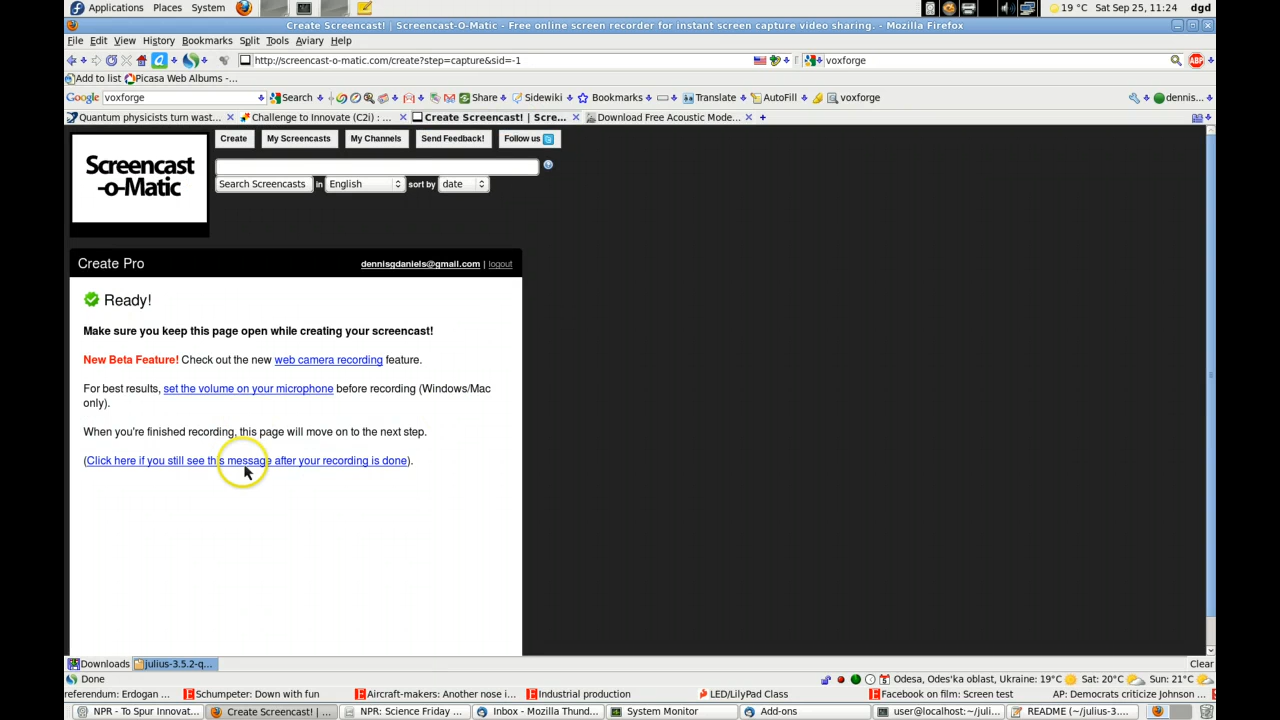 Applications Places System 19 °C Sat Sep 25, 11:24 dgd
Create Screencast! | Screencast-O-Matic - Free online screen recorder for instant screen capture video sharing. - Mozilla Firefox
File Edit View History Bookmarks Split Tools Aviary Help
http://screencast-o-matic.com/create?step=capture&sid=-1 voxforge ABP
Add to list Picasa Web Albums -...
Google voxforge Search Share Sidewiki Bookmarks Translate AutoFill voxforge dennis...
Quantum physicists turn wast... Challenge to Innovate (C2i) : ... Create Screencast! | Scre... Download Free Acoustic Mode...
Create My Screencasts My Channels Send Feedback! Follow us
Screencast
-o-Matic
Search Screencasts in English sort by date
Create Pro dennisgdaniels@gmail.com | logout
Ready!
Make sure you keep this page open while creating your screencast!
New Beta Feature! Check out the new web camera recording feature.
For best results, set the volume on your microphone before recording (Windows/Mac
only).
When you're finished recording, this page will move on to the next step.
(Click here if you still see this message after your recording is done).
Downloads julius-3.5.2-q... Clear
Done Odesa, Odes'ka oblast, Ukraine: 19°C Sat: 20°C Sun: 21°C
referendum: Erdogan ... Schumpeter: Down with fun Aircraft-makers: Another nose i... Industrial production LED/LilyPad Class Facebook on film: Screen test AP: Democrats criticize Johnson ...
NPR - To Spur Innovat... Create Screencast! | ... NPR: Science Friday ... Inbox - Mozilla Thund... System Monitor Add-ons user@localhost:~/juli... README (~/julius-3...